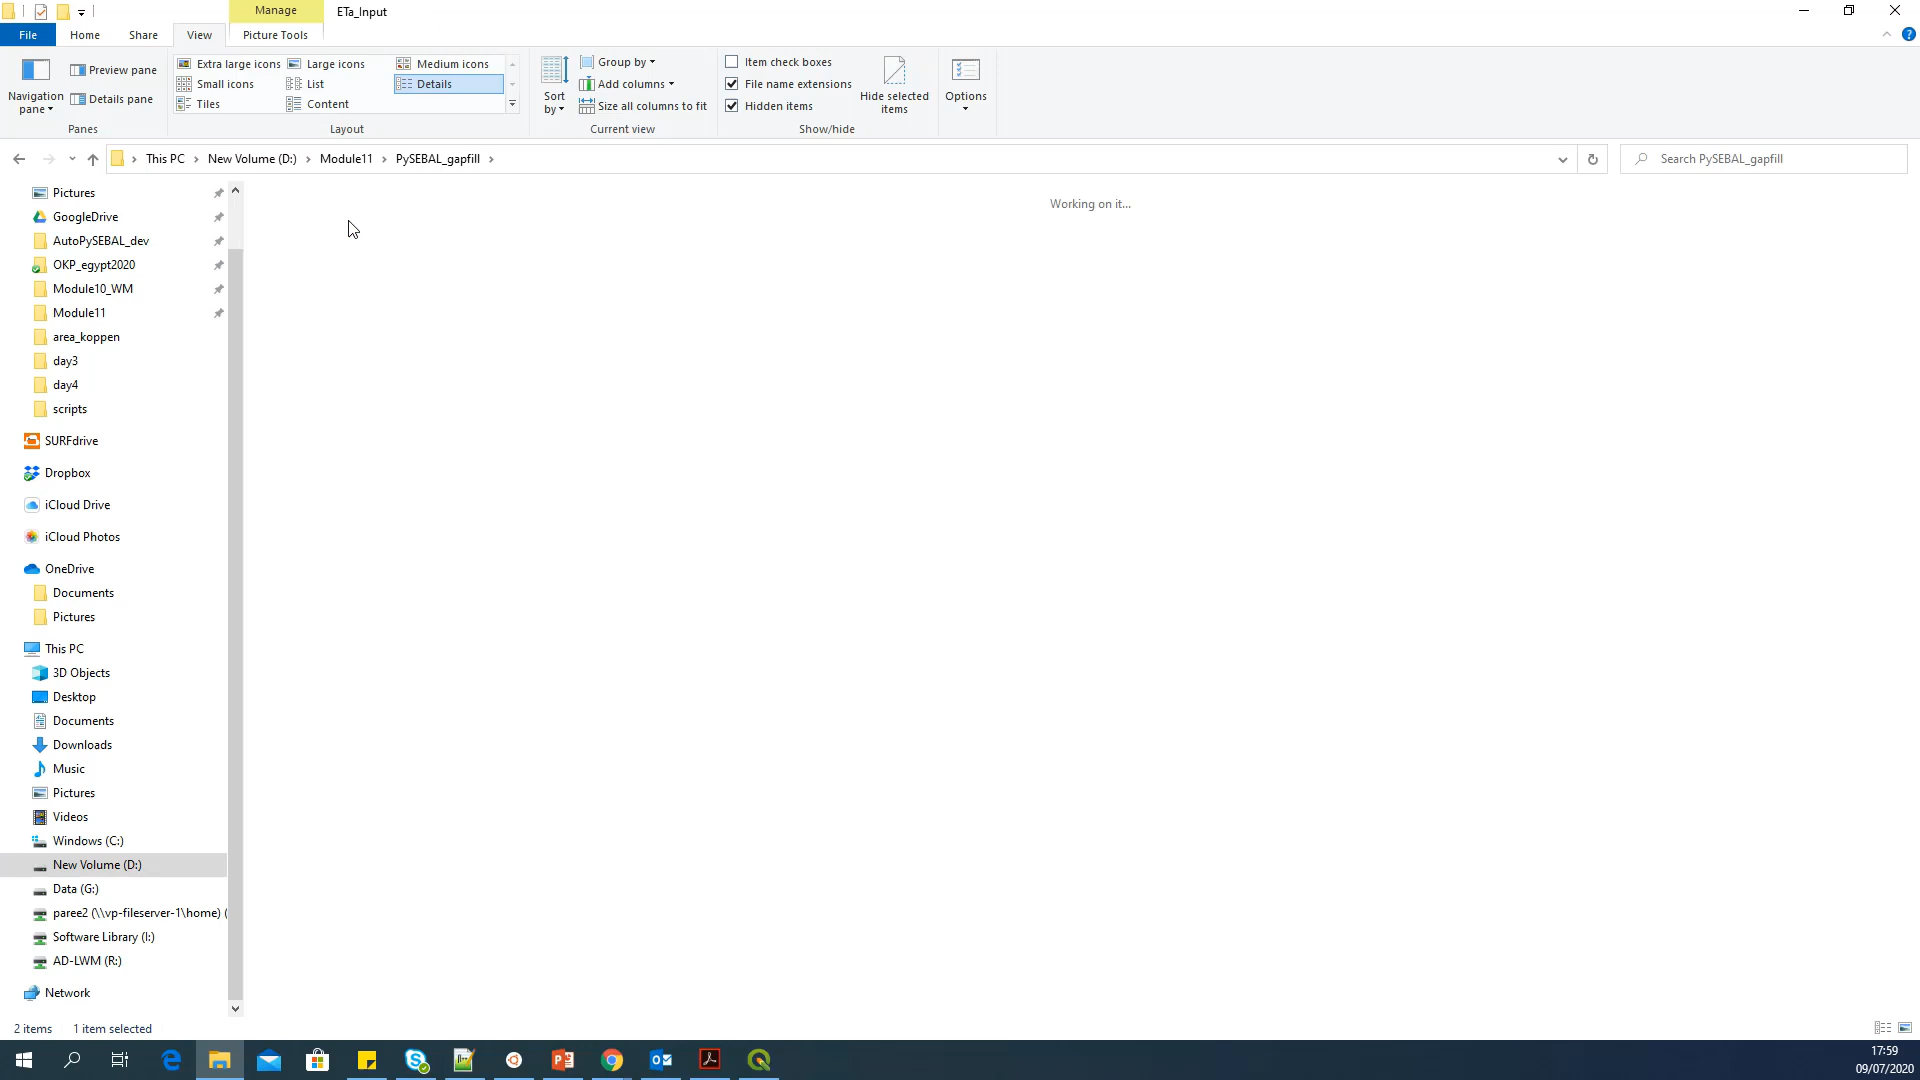 Manage
ETa_Input
File
Home
Share
View
Picture Tools
Navigation
pane
Preview pane
Details pane
Panes
Extra large icons
Large icons
Medium icons
Small icons
List
Details
Tiles
Content
Layout
Sort
by
Group by
Add columns
Size all columns to fit
Current view
Item check boxes
File name extensions
Hidden items
Hide selected
items
Show/hide
Options
This PC
New Volume (D:)
Module11
PySEBAL_gapfill
Search PySEBAL_gapfill
Working on it...
Pictures
GoogleDrive
AutoPySEBAL_dev
OKP_egypt2020
Module10_WM
Module11
area_koppen
day3
day4
scripts
SURFdrive
Dropbox
iCloud Drive
iCloud Photos
OneDrive
Documents
Pictures
This PC
3D Objects
Desktop
Documents
Downloads
Music
Pictures
Videos
Windows (C:)
New Volume (D:)
Data (G:)
paree2 (\\vp-fileserver-1\home) (
Software Library (I:)
AD-LWM (R:)
Network
2 items
1 item selected
17:59
09/07/2020